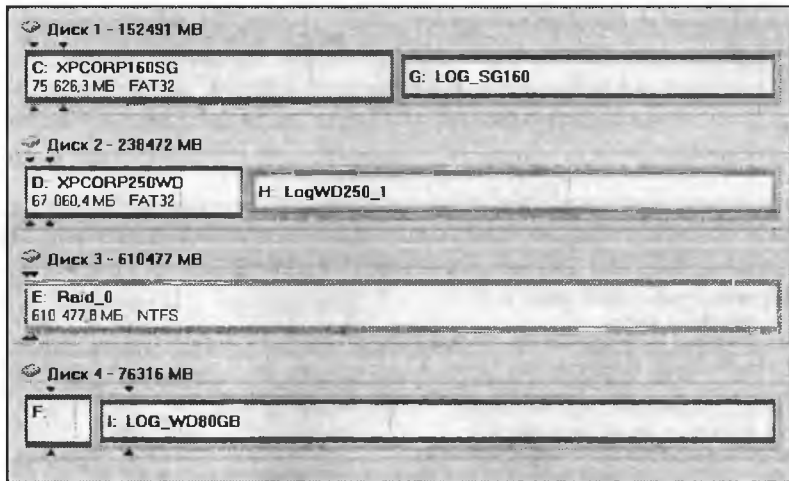 Диск 1 - 152491 MB
C: XPCORP160SG
75 626,3 МБ FAT32
G: LOG_SG160
Диск 2 - 238472 MB
D: XPCORP250WD
67 060,4 МБ FAT32
H: LogWD250_1
Диск 3 - 610477 MB
E: Raid_0
610 477,8 МБ NTFS
Диск 4 - 76316 MB
F:
I: LOG_WD80GB